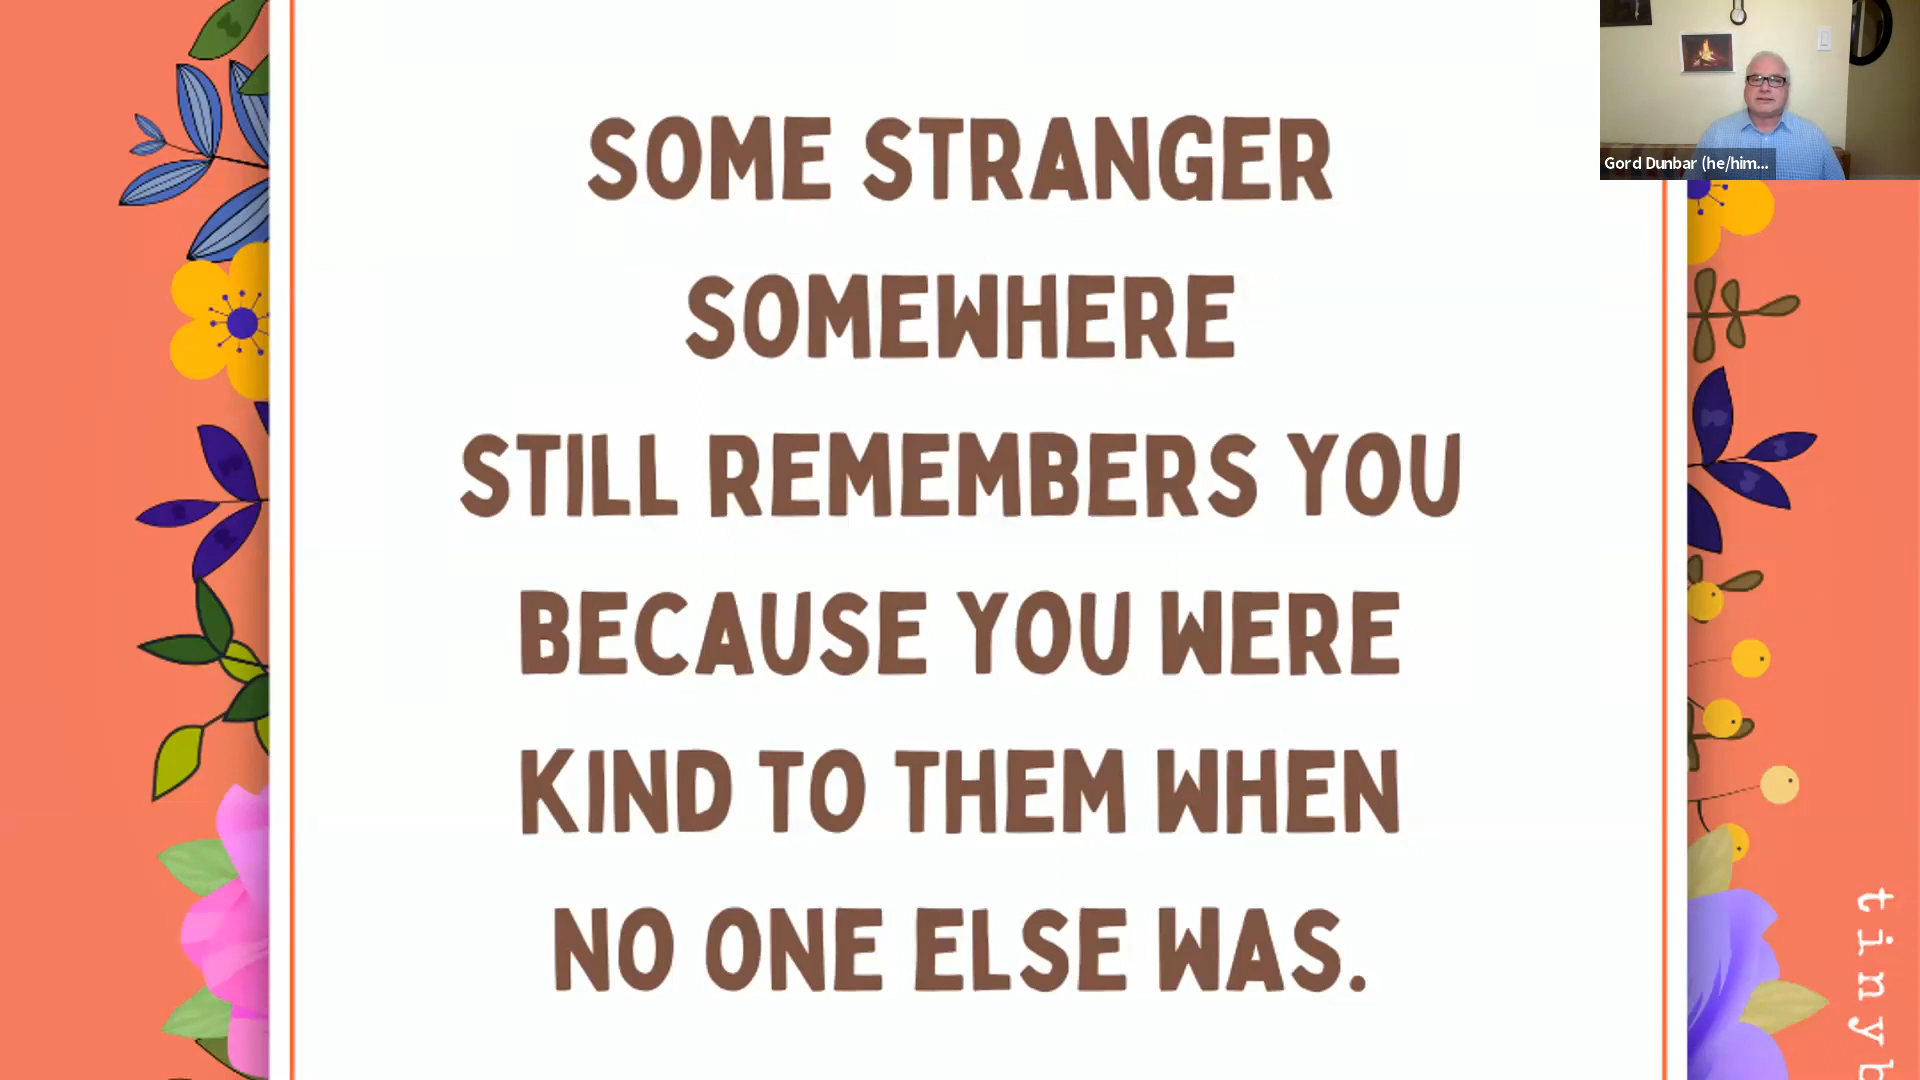 SOME STRANGER
SOMEWHERE
STILL REMEMBERS YOU
BECAUSE YOU WERE
KIND TO THEM WHEN
NO ONE ELSE WAS.
Gord Dunbar (he/him...